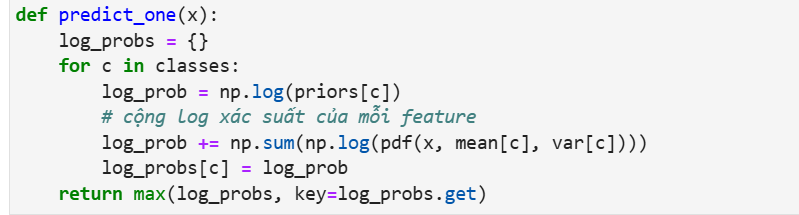 def predict_one(x):
    log_probs = {}
    for c in classes:
        log_prob = np.log(priors[c])
        # cộng log xác suất của mỗi feature
        log_prob += np.sum(np.log(pdf(x, mean[c], var[c])))
        log_probs[c] = log_prob
    return max(log_probs, key=log_probs.get)